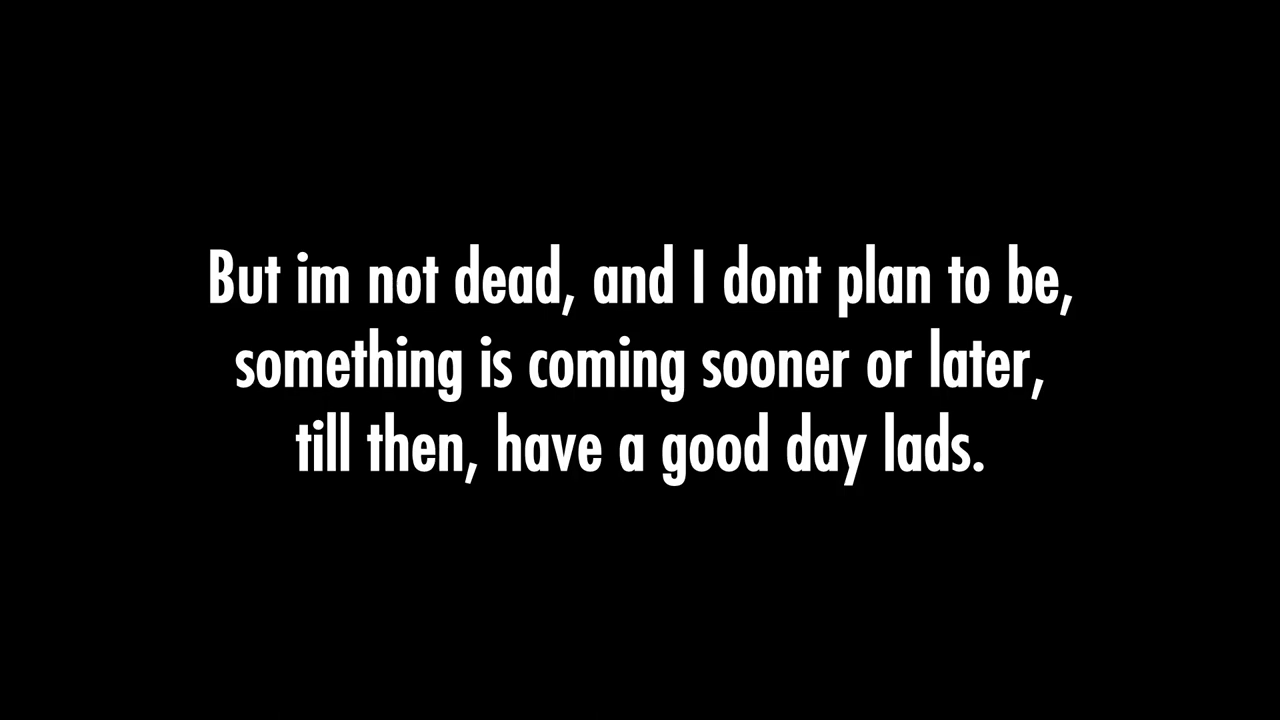 But im not dead, and I dont plan to be,
something is coming sooner or later,
till then, have a good day lads.